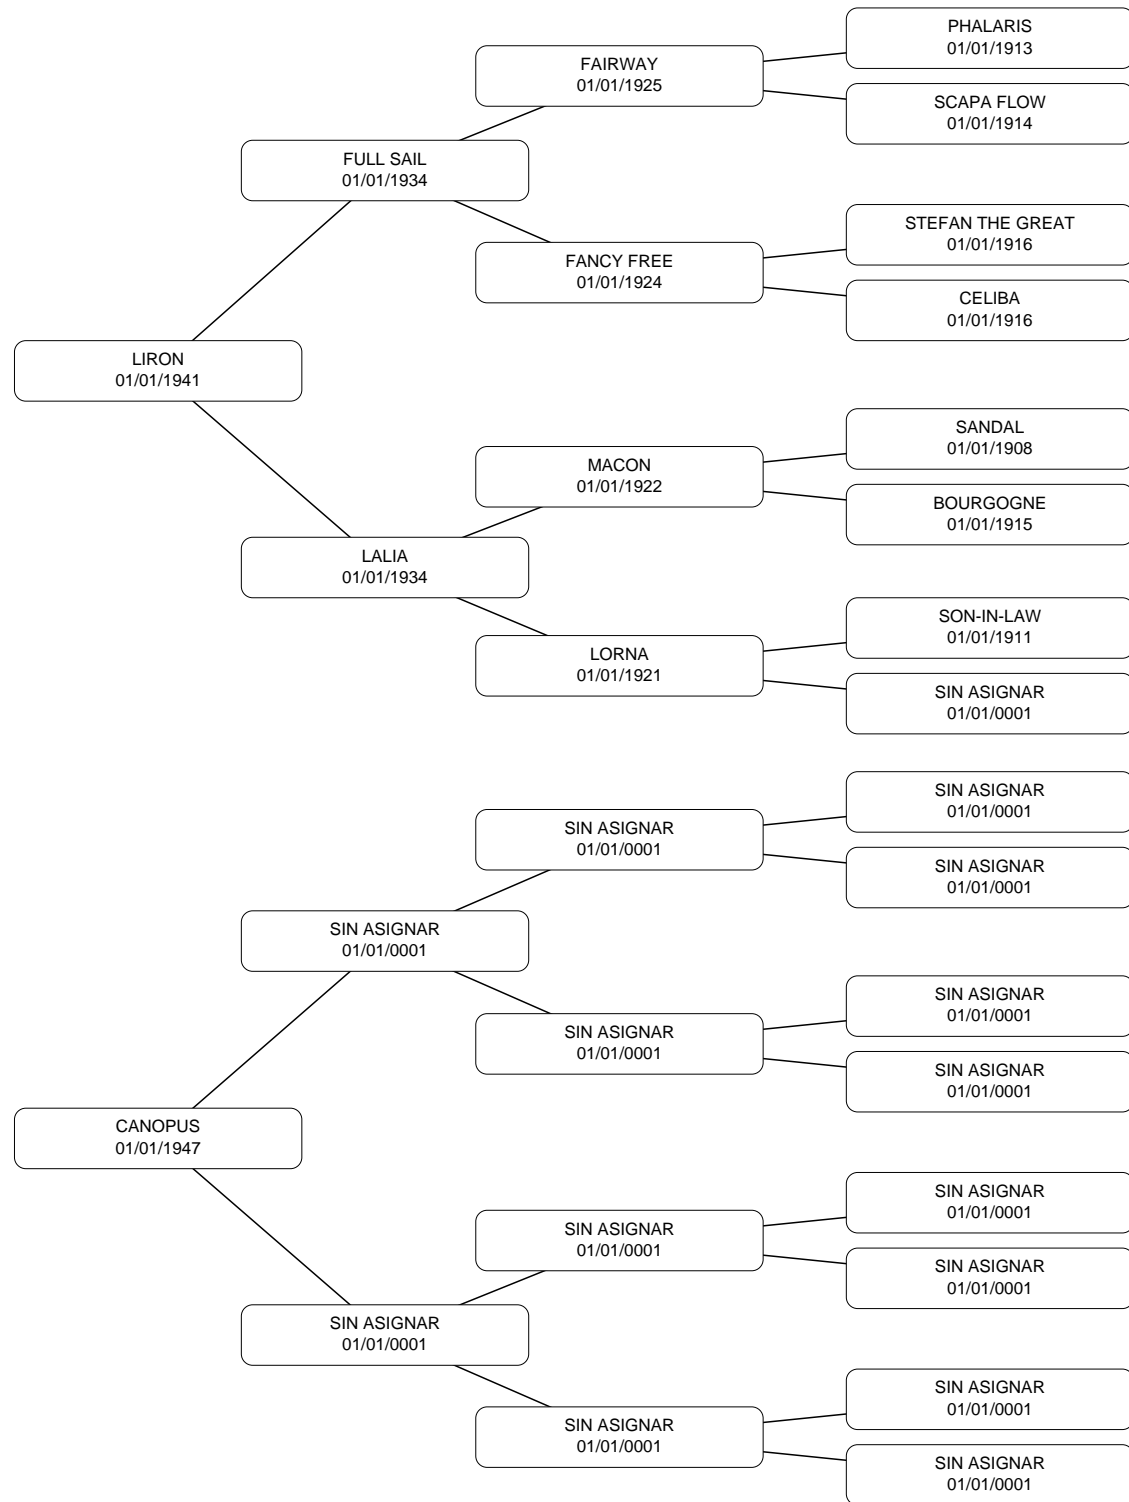 PHALARIS
01/01/1913
FAIRWAY
01/01/1925
SCAPA FLOW
01/01/1914
FULL SAIL
01/01/1934
STEFAN THE GREAT
01/01/1916
FANCY FREE
01/01/1924
CELIBA
01/01/1916
LIRON
01/01/1941
SANDAL
01/01/1908
MACON
01/01/1922
BOURGOGNE
01/01/1915
LALIA
01/01/1934
SON-IN-LAW
01/01/1911
LORNA
01/01/1921
SIN ASIGNAR
01/01/0001
SIN ASIGNAR
01/01/0001
SIN ASIGNAR
01/01/0001
SIN ASIGNAR
01/01/0001
SIN ASIGNAR
01/01/0001
SIN ASIGNAR
01/01/0001
SIN ASIGNAR
01/01/0001
SIN ASIGNAR
01/01/0001
CANOPUS
01/01/1947
SIN ASIGNAR
01/01/0001
SIN ASIGNAR
01/01/0001
SIN ASIGNAR
01/01/0001
SIN ASIGNAR
01/01/0001
SIN ASIGNAR
01/01/0001
SIN ASIGNAR
01/01/0001
SIN ASIGNAR
01/01/0001